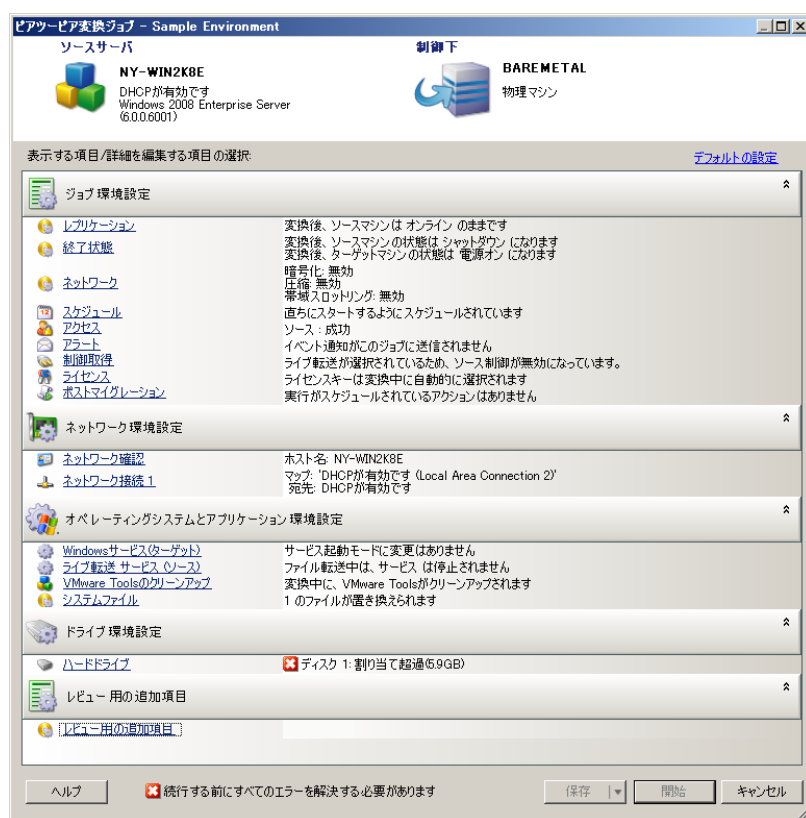 ピアツーピア変換ジョブ - Sample Environment
ソースサーバ
制御下
NY-WIN2K8E
DHCPが有効です
Windows 2008 Enterprise Server
(6.0.0.6001)
BAREMETAL
物理マシン
表示する項目/詳細を編集する項目の選択:
デフォルトの設定
ジョブ環境設定
レプリケーション
変換後、ソースマシンは オンライン のままです
終了状態
変換後、ソースマシンの状態は シャットダウン になります
変換後、ターゲットマシンの状態は 電源オン になります
ネットワーク
暗号化: 無効
圧縮: 無効
帯域スロットリング: 無効
スケジュール
直ちにスタートするようにスケジュールされています
アクセス
ソース : 成功
アラート
イベント通知がこのジョブに送信されません
制御取得
ライブ転送が選択されているため、ソース制御が無効になっています。
ライセンス
ライセンスキーは変換中に自動的に選択されます
ポストマイグレーション
実行がスケジュールされているアクションはありません
ネットワーク環境設定
ネットワーク確認
ホスト名: NY-WIN2K8E
ネットワーク接続 1
マップ: 'DHCPが有効です (Local Area Connection 2)'
宛先: DHCPが有効です
オペレーティングシステムとアプリケーション環境設定
Windowsサービス(ターゲット)
サービス起動モードに変更はありません
ライブ転送 サービス (ソース)
ファイル転送中は、サービス は停止されません
VMware Toolsのクリーンアップ
変換中に、VMware Toolsがクリーンアップされます
システムファイル
1 のファイルが置き換えられます
ドライブ環境設定
ハードドライブ
ディスク 1: 割り当て超過(5.9GB)
レビュー用の追加項目
レビュー用の追加項目
ヘルプ
続行する前にすべてのエラーを解決する必要があります
保存
開始
キャンセル